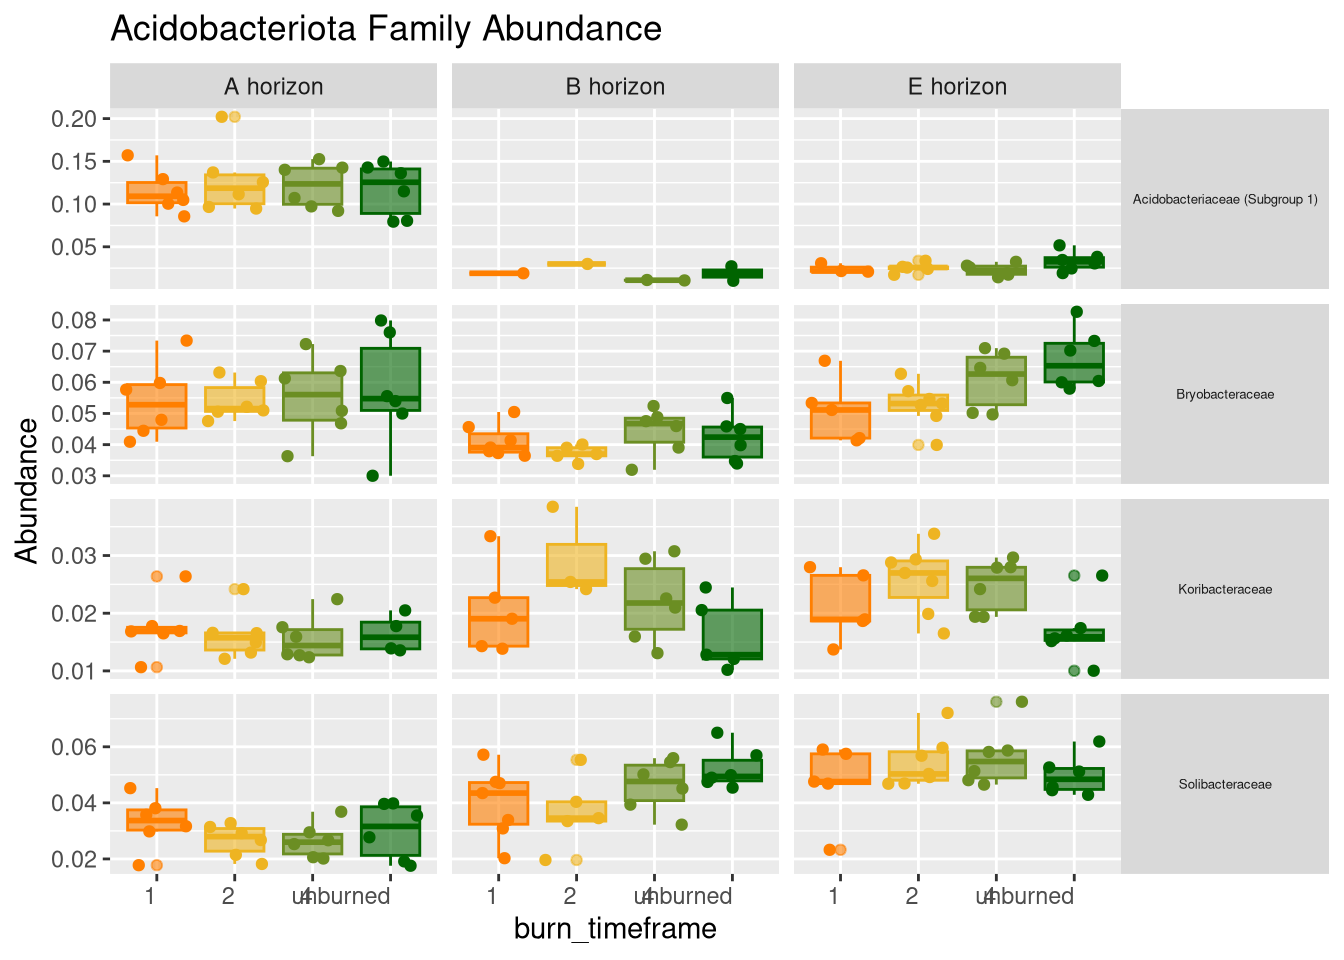 Acidobacteriota Family Abundance
A horizon
B horizon
E horizon
0.20
0.15
0.10
0.05
Acidobacteriaceae (Subgroup 1)
0.08
0.07
0.06
0.05
0.04
0.03
Bryobacteraceae
0.03
0.02
0.01
Koribacteraceae
0.06
0.04
0.02
Solibacteraceae
Abundance
1 2 4 unburned
1 2 4 unburned
1 2 4 unburned
burn_timeframe